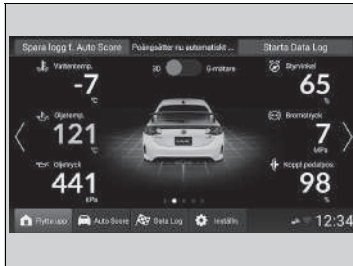 Spara logg f. Auto Score
Poängsätter nu automatiskt ...
Starta Data Log
Vattentemp.
-7
°C
3D
G-mätare
Styrvinkel
65
%
Oljetemp.
121
°C
Bromstryck
7
MPa
Oljetryck
441
kPa
Koppl.pedalpos.
98
%
Flytta upp
Auto Score
Data Log
Inställn.
12:34